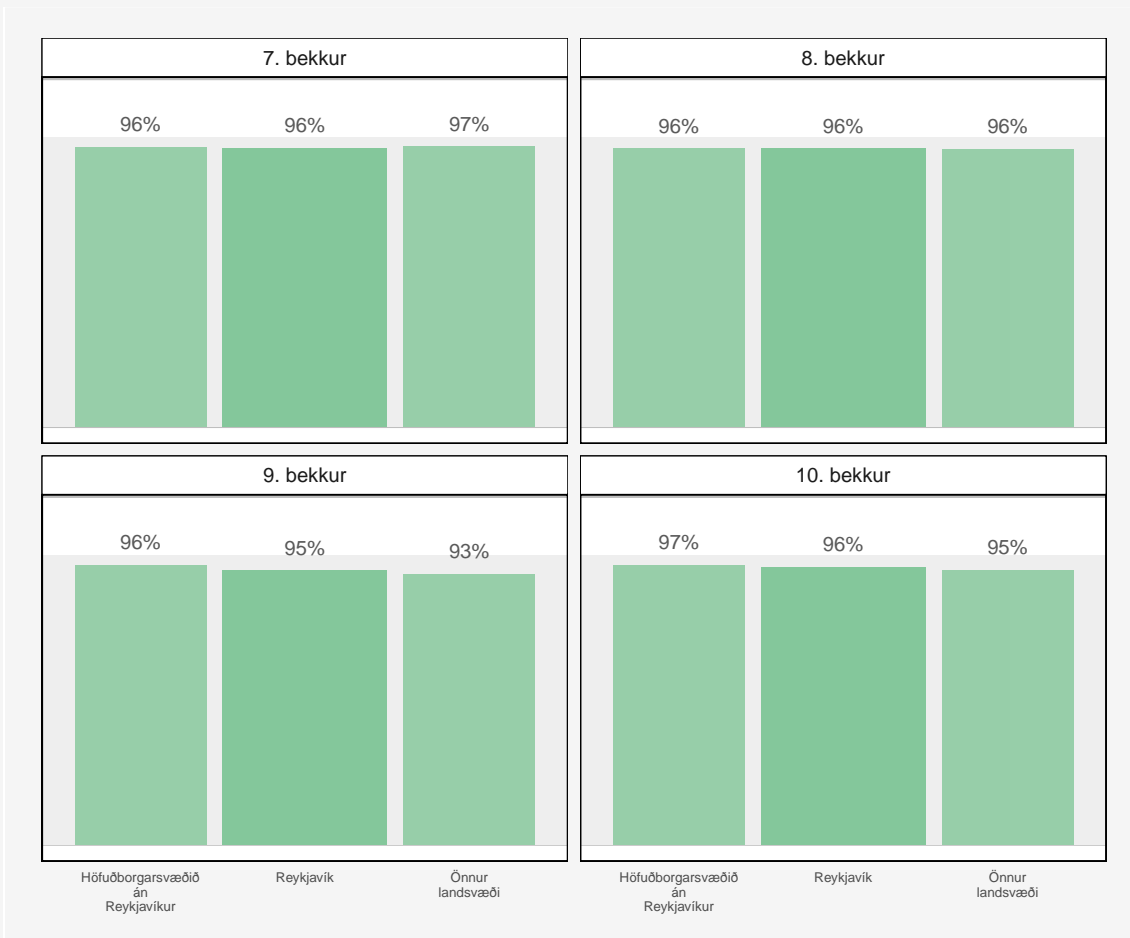 7. bekkur
96%
96%
97%
8. bekkur
96%
96%
96%
9. bekkur
96%
95%
93%
10. bekkur
97%
96%
95%
Höfuðborgarsvæðið
án
Reykjavíkur
Reykjavík
Önnur
landsvæði
Höfuðborgarsvæðið
án
Reykjavíkur
Reykjavík
Önnur
landsvæði